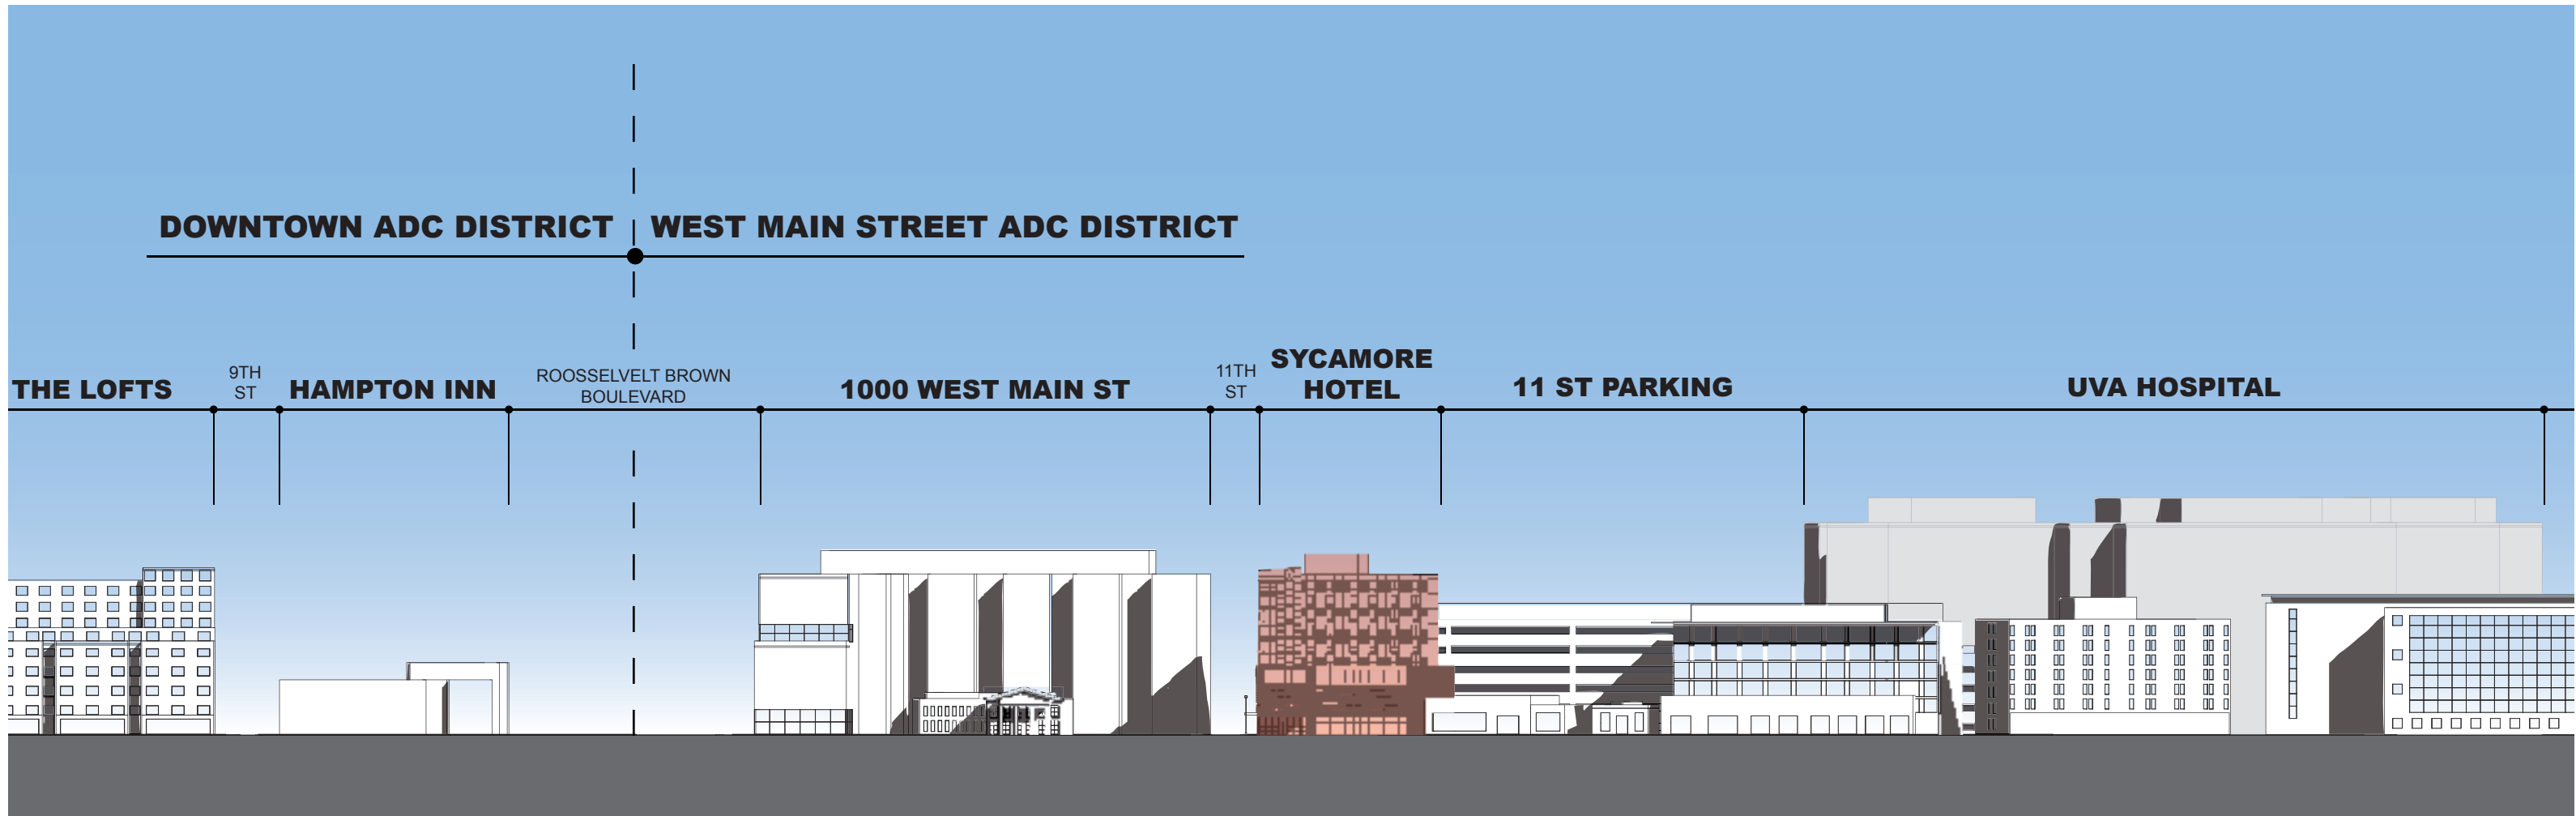 DOWNTOWN ADC DISTRICT
WEST MAIN STREET ADC DISTRICT
THE LOFTS
9TH
ST
HAMPTON INN
ROOSSELVELT BROWN
BOULEVARD
1000 WEST MAIN ST
11TH
ST
SYCAMORE
HOTEL
11 ST PARKING
UVA HOSPITAL